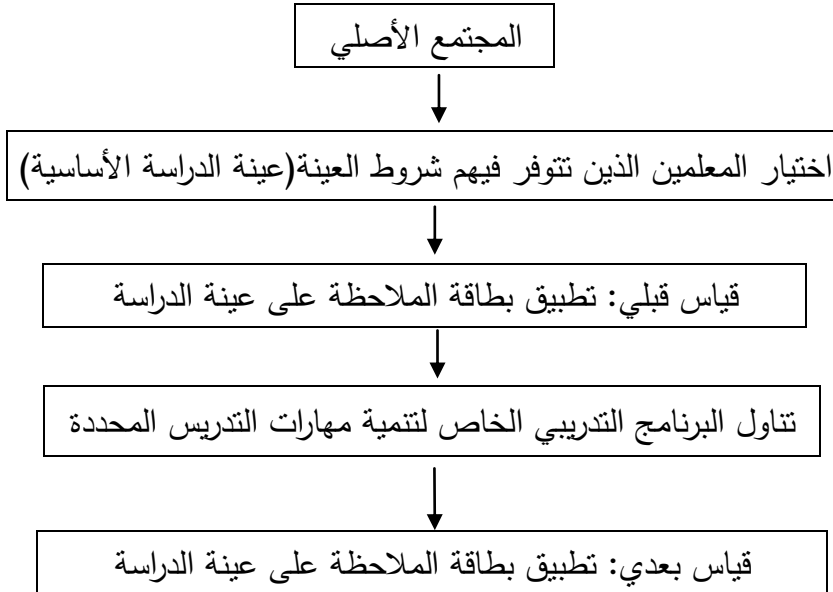 المجتمع الأصلي
اختيار المعلمين الذين تتوفر فيهم شروط العينة(عينة الدراسة الأساسية)
قياس قبلي: تطبيق بطاقة الملاحظة على عينة الدراسة
تناول البرنامج التدريبي الخاص لتنمية مهارات التدريس المحددة
قياس بعدي: تطبيق بطاقة الملاحظة على عينة الدراسة